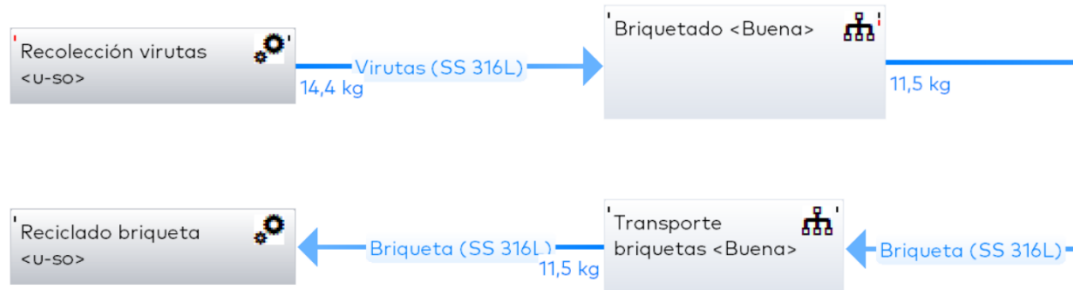 Recolección virutas
<u-so>
14,4 kg
Virutas (SS 316L)
Briquetado <Buena>
11,5 kg
Reciclado briqueta
<u-so>
Briqueta (SS 316L)
11,5 kg
Transporte
briquetas <Buena>
Briqueta (SS 316L)